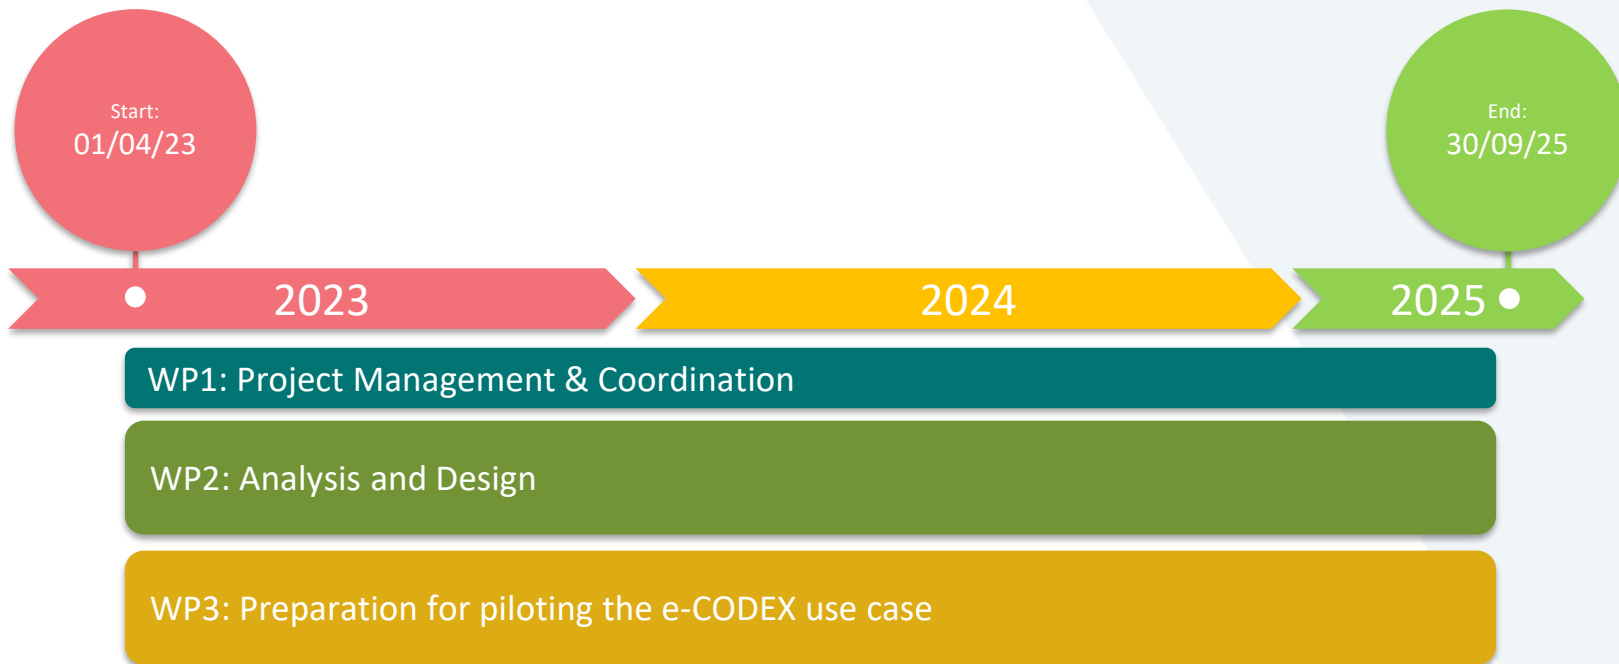 Start:
01/04/23
End:
30/09/25
2023
2024
2025
WP1: Project Management & Coordination
WP2: Analysis and Design
WP3: Preparation for piloting the e-CODEX use case